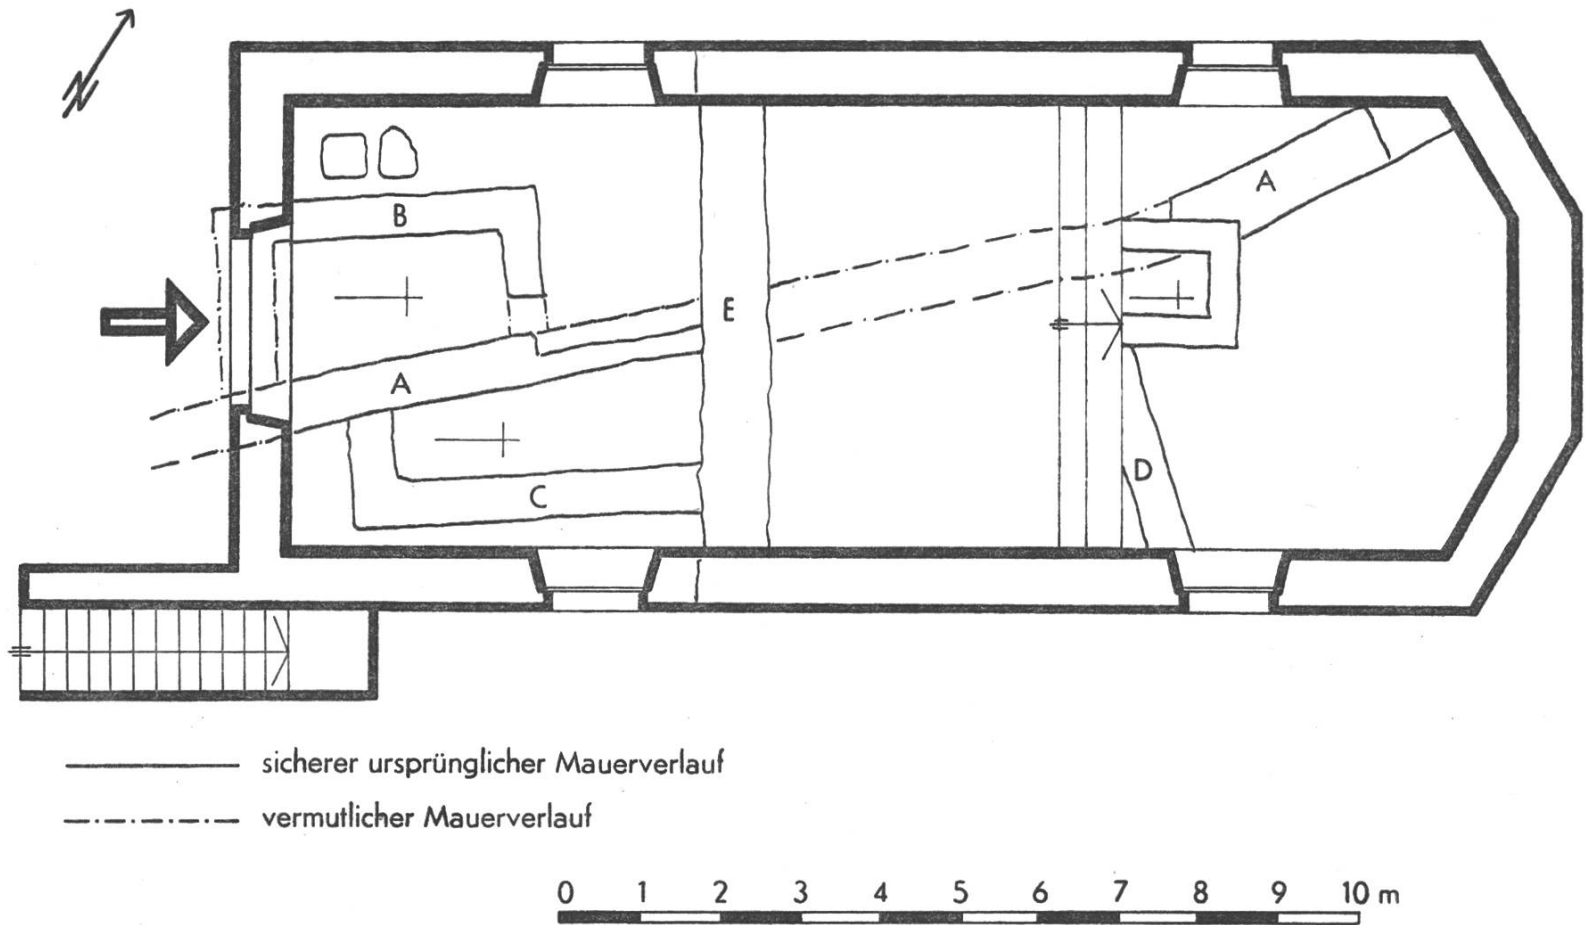 N
B
A
E
A
C
D
sicherer ursprünglicher Mauerverlauf
vermutlicher Mauerverlauf
0 1 2 3 4 5 6 7 8 9 10 m